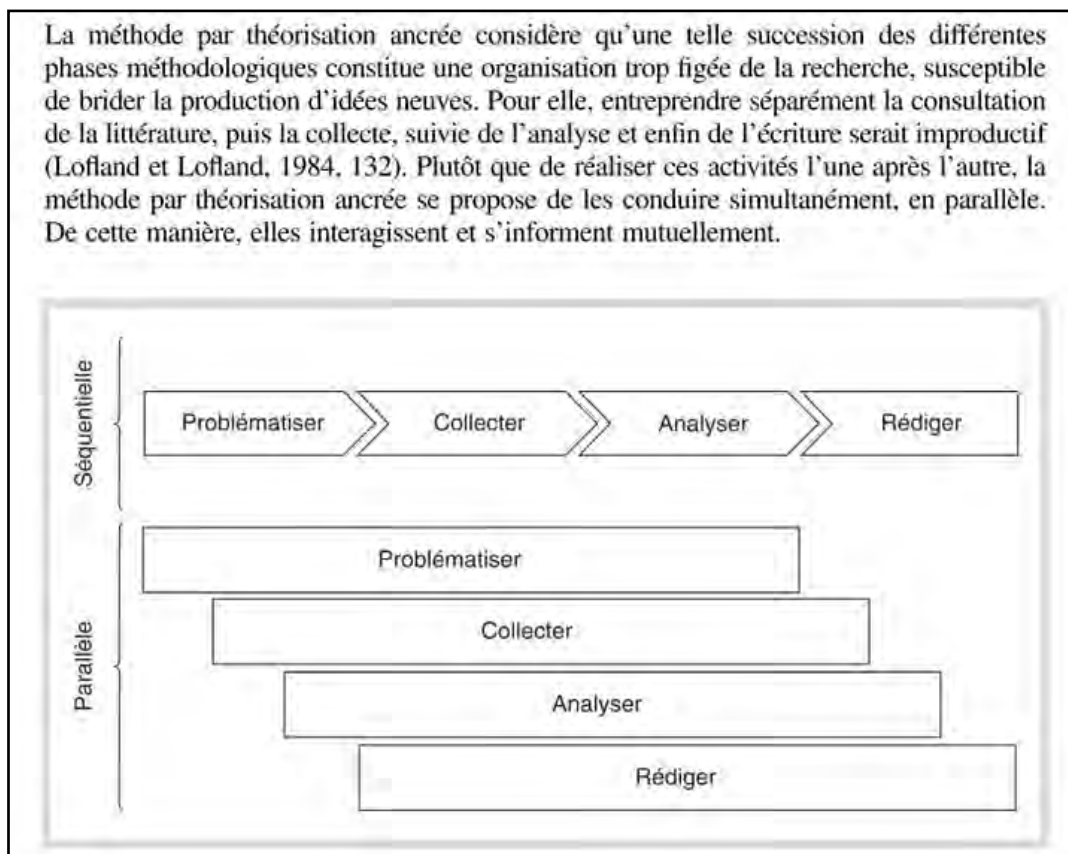 La méthode par théorisation ancrée considère qu'une telle succession des différentes
phases méthodologiques constitue une organisation trop figée de la recherche, susceptible
de brider la production d'idées neuves. Pour elle, entreprendre séparément la consultation
de la littérature, puis la collecte, suivie de l'analyse et enfin de l'écriture serait improductif
(Lofland et Lofland, 1984, 132). Plutôt que de réaliser ces activités l'une après l'autre, la
méthode par théorisation ancrée se propose de les conduire simultanément, en parallèle.
De cette manière, elles interagissent et s'informent mutuellement.
Séquentielle
Problématiser
Collecter
Analyser
Rédiger
Parallèle
Problématiser
Collecter
Analyser
Rédiger